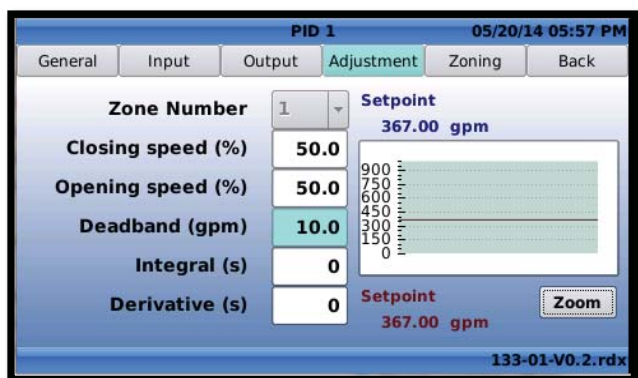 PID 1 05/20/14 05:57 PM
General Input Output Adjustment Zoning Back
Zone Number 1
Closing speed (%) 50.0
Opening speed (%) 50.0
Deadband (gpm) 10.0
Integral (s) 0
Derivative (s) 0
Setpoint
367.00 gpm
900
750
600
450
300
150
0
Setpoint
367.00 gpm
Zoom
133-01-V0.2.rdx